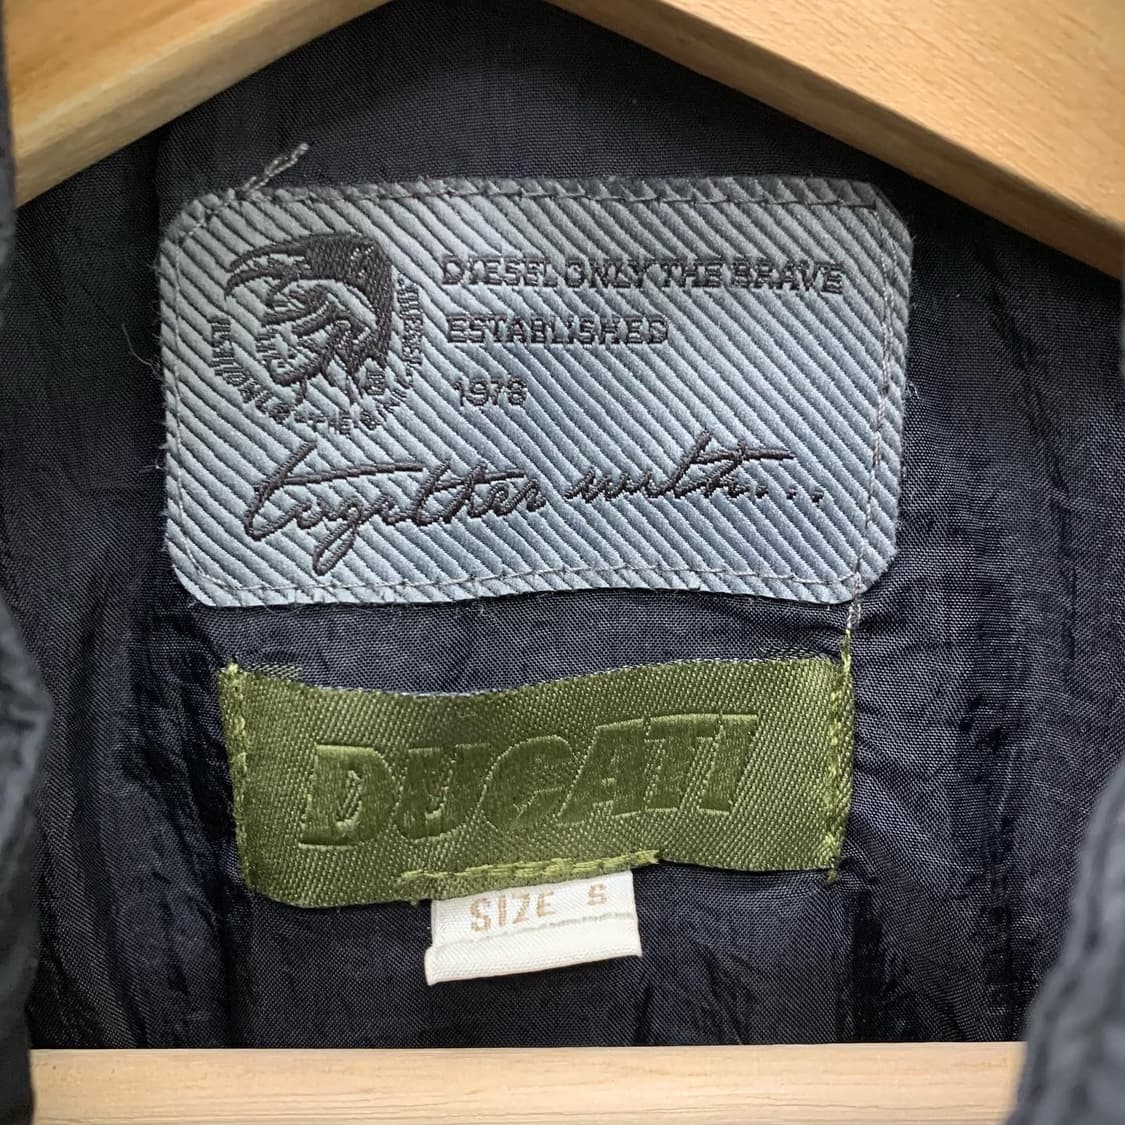 DIESEL ONLY THE BRAVE
ESTABLISHED
1978
together with...
DUCATI
SIZE S